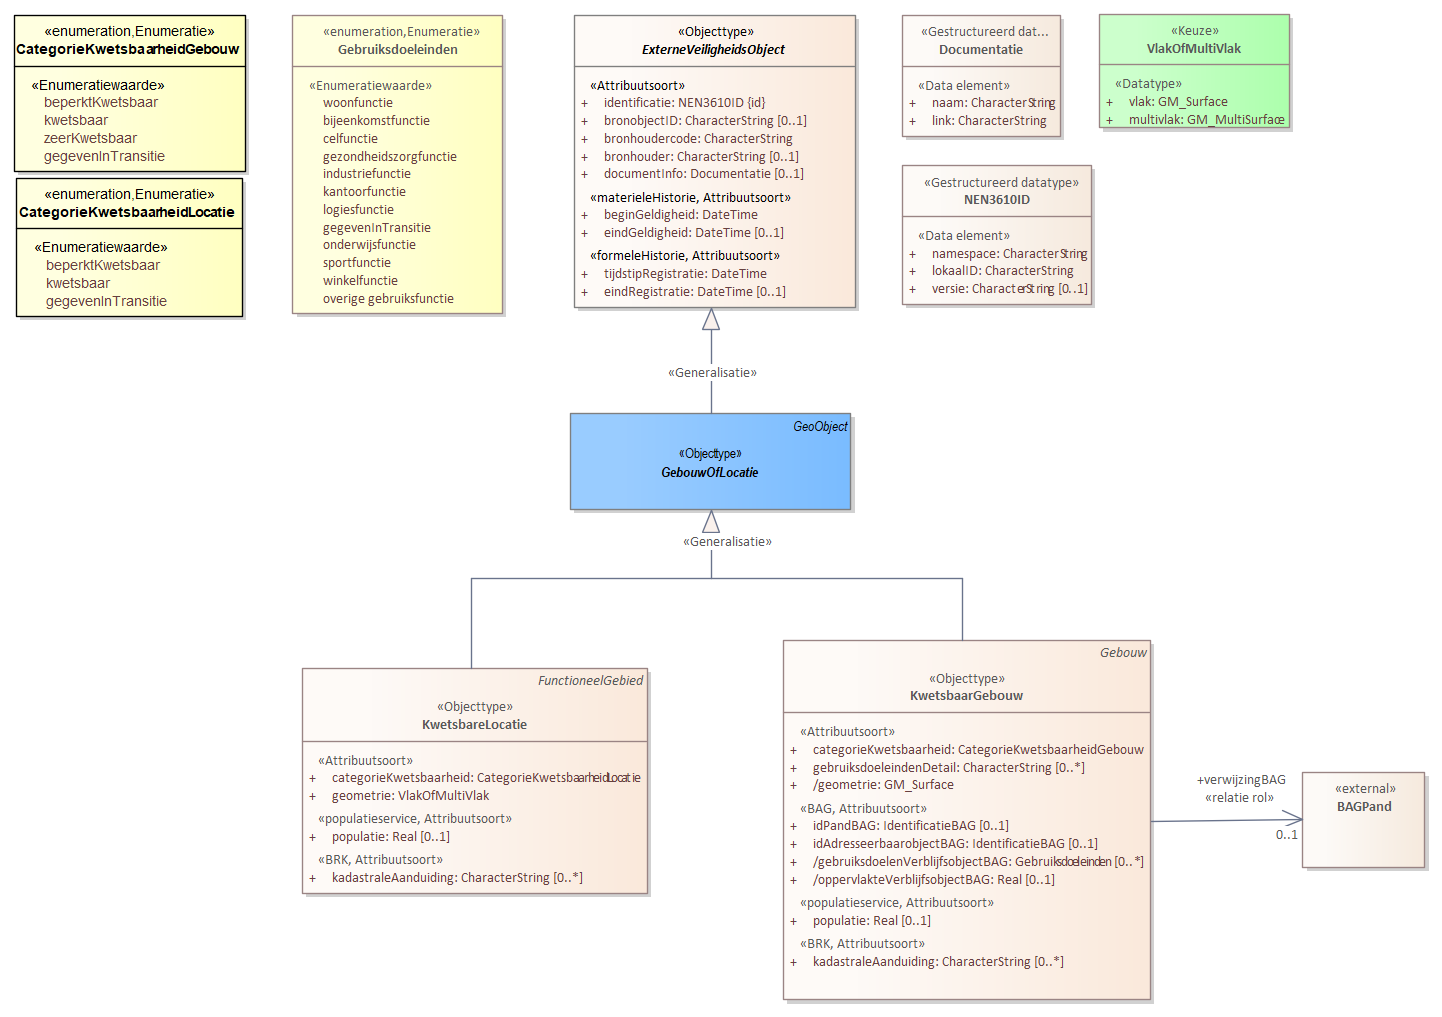 «enumeration,Enumeratie»
CategorieKwetsbaarheidGebouw
«Enumeratiewaarde»
beperktKwetsbaar
kwetsbaar
zeerKwetsbaar
gegevenInTransitie
«enumeration,Enumeratie»
CategorieKwetsbaarheidLocatie
«Enumeratiewaarde»
beperktKwetsbaar
kwetsbaar
gegevenInTransitie
«enumeration,Enumeratie»
Gebruiksdoeleinden
«Enumeratiewaarde»
woonfunctie
bijeenkomstfunctie
celfunctie
gezondheidszorgfunctie
industriefunctie
kantoorfunctie
logiesfunctie
gegevenInTransitie
onderwijsfunctie
sportfunctie
winkelfunctie
overige gebruiksfunctie
«Objecttype»
ExterneVeiligheidsObject
«Attribuutsoort»
+ identificatie: NEN3610ID {id}
+ bronobjectID: CharacterString [0..1]
+ bronhoudercode: CharacterString
+ bronhouder: CharacterString [0..1]
+ documentInfo: Documentatie [0..1]
«materieleHistorie, Attribuutsoort»
+ beginGeldigheid: DateTime
+ eindGeldigheid: DateTime [0..1]
«formeleHistorie, Attribuutsoort»
+ tijdstipRegistratie: DateTime
+ eindRegistratie: DateTime [0..1]
«Gestructureerd dat...
Documentatie
«Data element»
+ naam: CharacterString
+ link: CharacterString
«Keuze»
VlakOfMultiVlak
«Datatype»
+ vlak: GM_Surface
+ multivlak: GM_MultiSurface
«Gestructureerd datatype»
NEN3610ID
«Data element»
+ namespace: CharacterString
+ lokaalID: CharacterString
+ versie: CharacterString [0..1]
«Generalisatie»
GeoObject
«Objecttype»
GebouwOfLocatie
«Generalisatie»
FunctioneelGebied
«Objecttype»
KwetsbareLocatie
«Attribuutsoort»
+ categorieKwetsbaarheid: CategorieKwetsbaarheidLocatie
+ geometrie: VlakOfMultiVlak
«populatieservice, Attribuutsoort»
+ populatie: Real [0..1]
«BRK, Attribuutsoort»
+ kadastraleAanduiding: CharacterString [0..*]
Gebouw
«Objecttype»
KwetsbaarGebouw
«Attribuutsoort»
+ categorieKwetsbaarheid: CategorieKwetsbaarheidGebouw
+ gebruiksdoeleindenDetail: CharacterString [0..*]
+ /geometrie: GM_Surface
«BAG, Attribuutsoort»
+ idPandBAG: IdentificatieBAG [0..1]
+ idAdresseerbaarobjectBAG: IdentificatieBAG [0..1]
+ /gebruiksdoelenVerblijfsobjectBAG: Gebruiksdoeleinden [0..*]
+ /oppervlakteVerblijfsobjectBAG: Real [0..1]
«populatieservice, Attribuutsoort»
+ populatie: Real [0..1]
«BRK, Attribuutsoort»
+ kadastraleAanduiding: CharacterString [0..*]
+verwijzingBAG
«relatie rol»
0..1
«external»
BAGPand